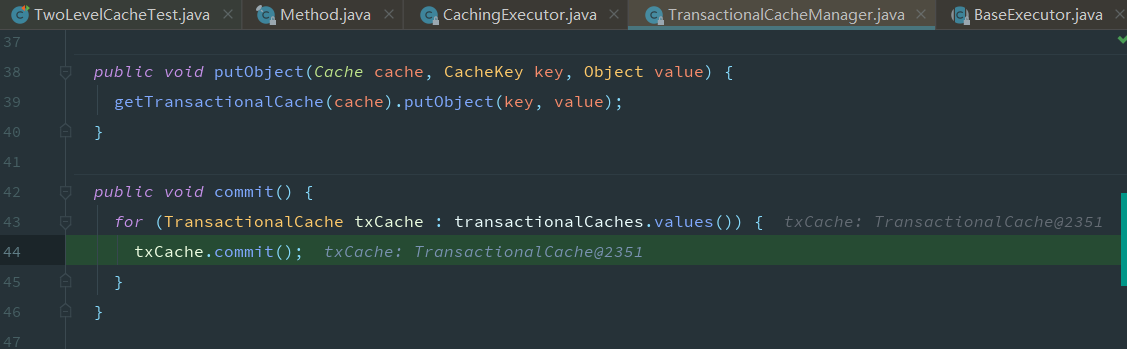 TwoLevelCacheTest.java × Method.java × CachingExecutor.java × TransactionalCacheManager.java × BaseExecutor.java ×
37
38 public void putObject(Cache cache, CacheKey key, Object value) {
39 getTransactionalCache(cache).putObject(key, value);
40 }
41
42 public void commit() {
43 for (TransactionalCache txCache : transactionalCaches.values()) { txCache: TransactionalCache@2351
44 txCache.commit(); txCache: TransactionalCache@2351
45 }
46 }
47